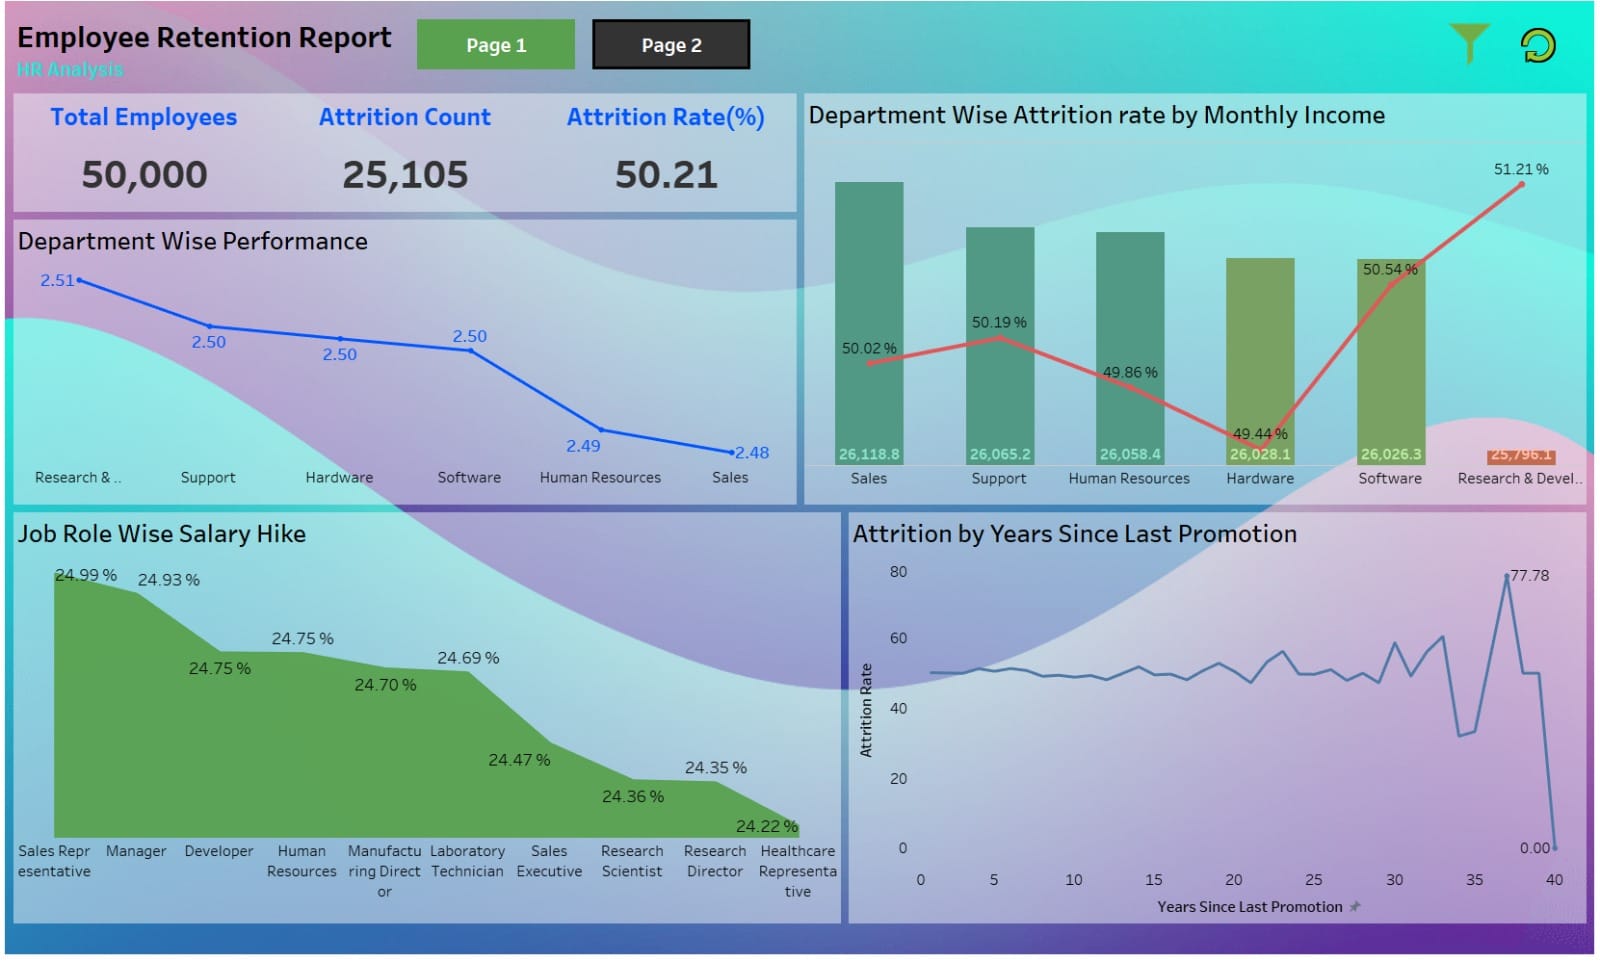 Employee Retention Report
HR Analysis
Page 1
Page 2
Total Employees
Attrition Count
Attrition Rate(%)
50,000
25,105
50.21
Department Wise Performance
2.51
2.50
2.50
2.50
2.49
2.48
Research & ..
Support
Hardware
Software
Human Resources
Sales
Department Wise Attrition rate by Monthly Income
50.02 %
50.19 %
49.86 %
49.44 %
50.54 %
51.21 %
26,118.8
26,065.2
26,058.4
26,028.1
26,026.3
25,796.1
Sales
Support
Human Resources
Hardware
Software
Research & Devel..
Job Role Wise Salary Hike
24.99 %
24.93 %
24.75 %
24.75 %
24.70 %
24.69 %
24.47 %
24.36 %
24.35 %
24.22 %
Sales Repr
esentative
Manager
Developer
Human
Resources
Manufactu
ring Direct
or
Laboratory
Technician
Sales
Executive
Research
Scientist
Research
Director
Healthcare
Representa
tive
Attrition by Years Since Last Promotion
Attrition Rate
80
60
40
20
0
77.78
0.00
0
5
10
15
20
25
30
35
40
Years Since Last Promotion